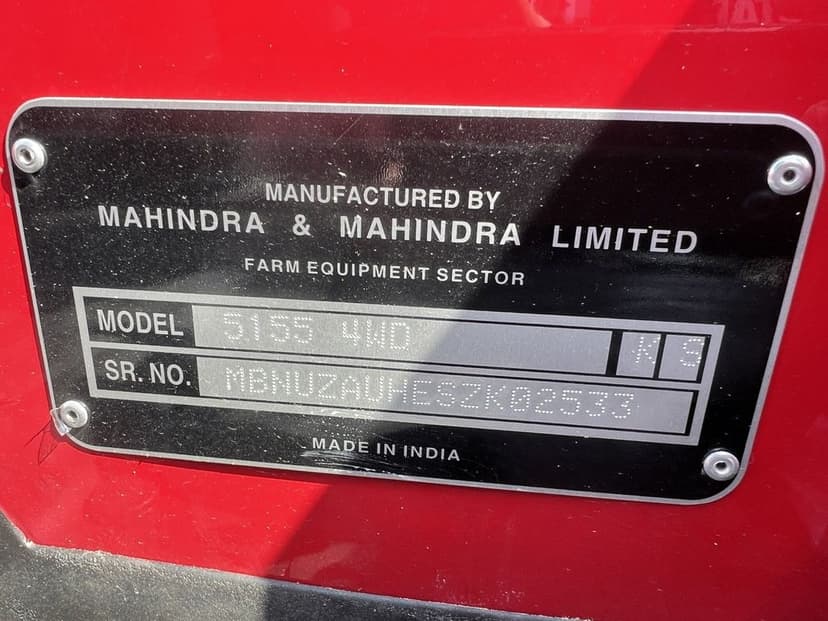 MANUFACTURED BY
MAHINDRA & MAHINDRA LIMITED
FARM EQUIPMENT SECTOR
MODEL 5155 4WD K S
SR. NO. MBNUZAUHESZK02533
MADE IN INDIA